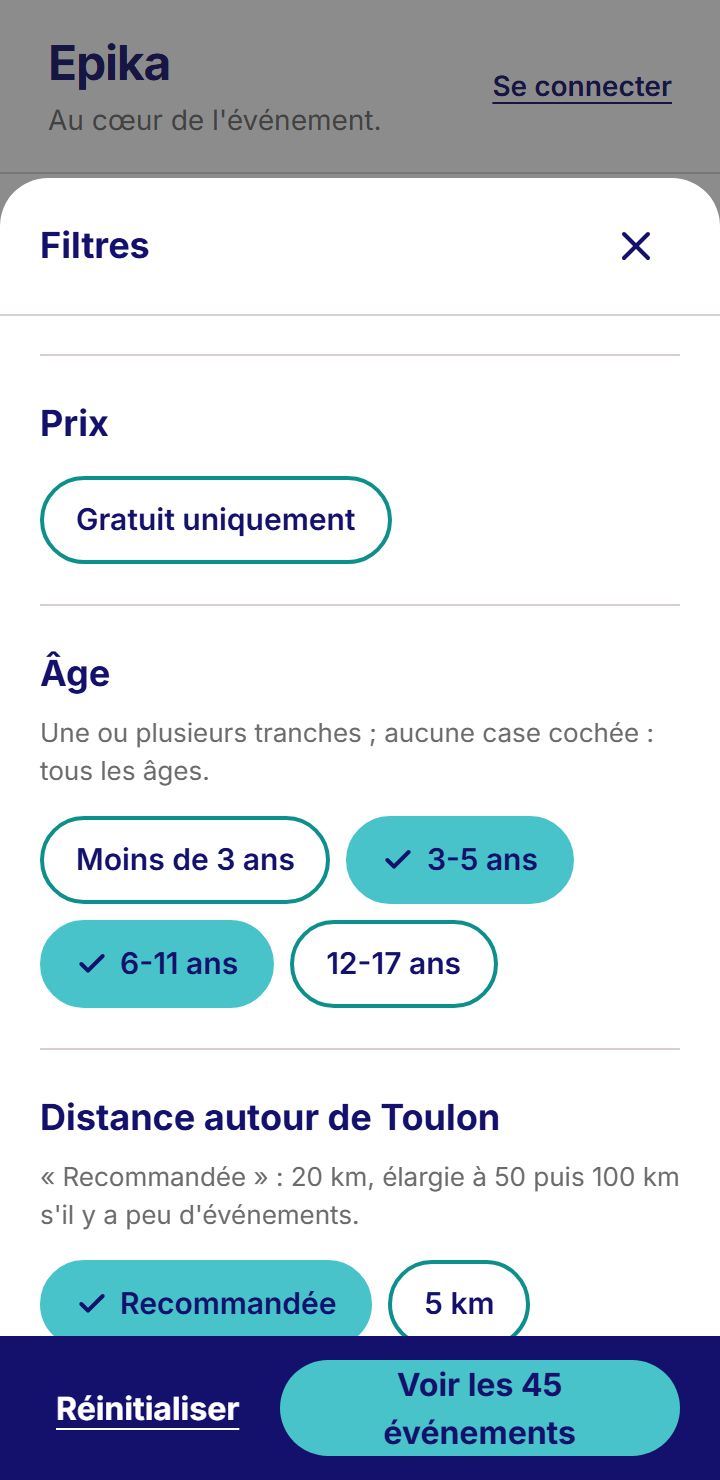 Epika
Au cœur de l'événement.
Se connecter
Filtres
Prix
Gratuit uniquement
Âge
Une ou plusieurs tranches ; aucune case cochée :
tous les âges.
Moins de 3 ans
3-5 ans
6-11 ans
12-17 ans
Distance autour de Toulon
« Recommandée » : 20 km, élargie à 50 puis 100 km
s'il y a peu d'événements.
Recommandée
5 km
Réinitialiser
Voir les 45
événements